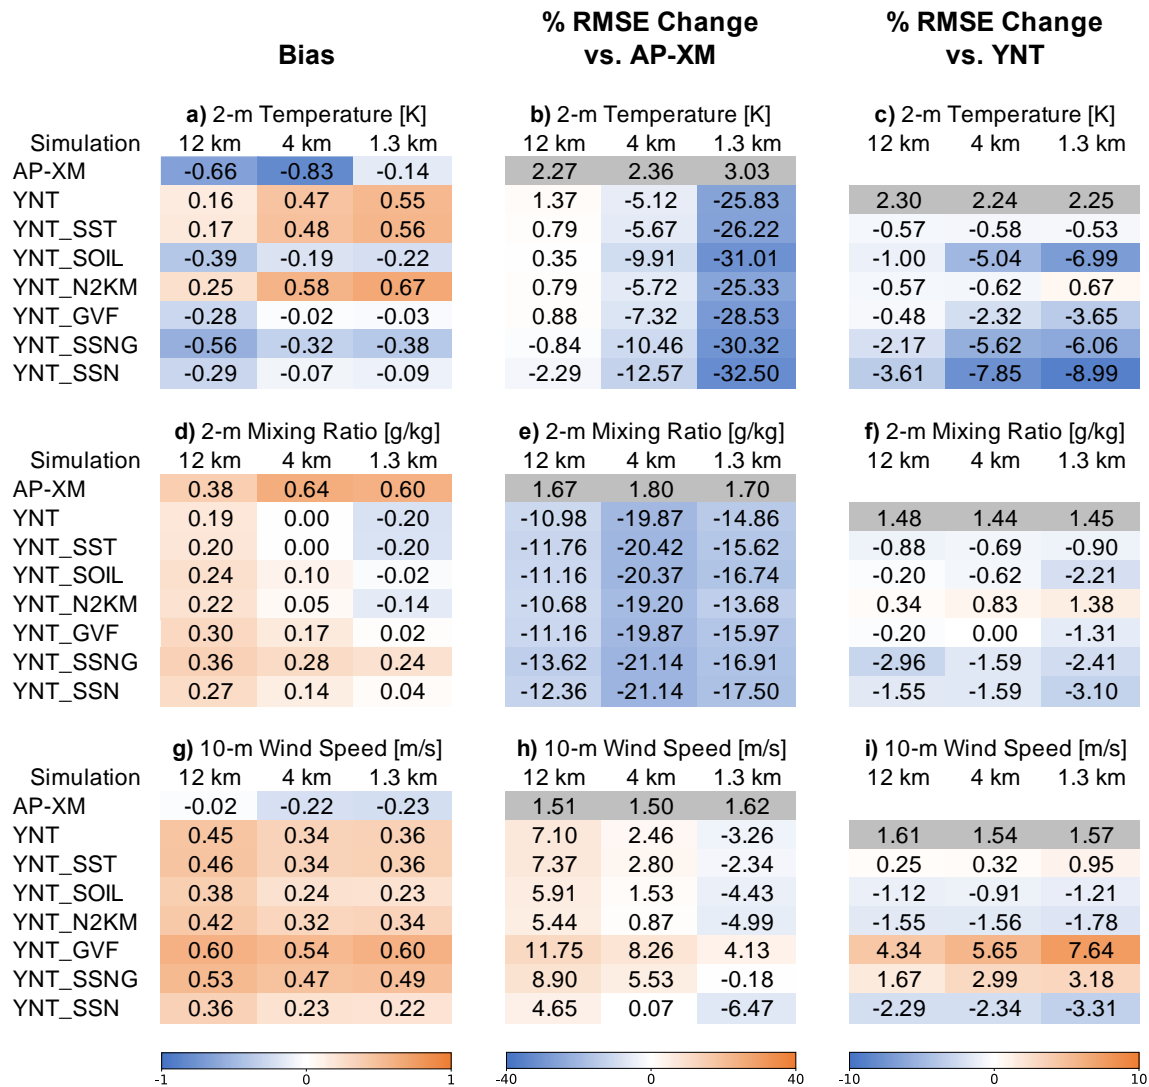 % RMSE Change % RMSE Change
Bias vs. AP-XM vs. YNT
a) 2-m Temperature [K] b) 2-m Temperature [K] c) 2-m Temperature [K]
Simulation 12 km 4 km 1.3 km 12 km 4 km 1.3 km 12 km 4 km 1.3 km
AP-XM -0.66 -0.83 -0.14 2.27 2.36 3.03
YNT 0.16 0.47 0.55 1.37 -5.12 -25.83 2.30 2.24 2.25
YNT_SST 0.17 0.48 0.56 0.79 -5.67 -26.22 -0.57 -0.58 -0.53
YNT_SOIL -0.39 -0.19 -0.22 0.35 -9.91 -31.01 -1.00 -5.04 -6.99
YNT_N2KM 0.25 0.58 0.67 0.79 -5.72 -25.33 -0.57 -0.62 0.67
YNT_GVF -0.28 -0.02 -0.03 0.88 -7.32 -28.53 -0.48 -2.32 -3.65
YNT_SSNG -0.56 -0.32 -0.38 -0.84 -10.46 -30.32 -2.17 -5.62 -6.06
YNT_SSN -0.29 -0.07 -0.09 -2.29 -12.57 -32.50 -3.61 -7.85 -8.99
d) 2-m Mixing Ratio [g/kg] e) 2-m Mixing Ratio [g/kg] f) 2-m Mixing Ratio [g/kg]
Simulation 12 km 4 km 1.3 km 12 km 4 km 1.3 km 12 km 4 km 1.3 km
AP-XM 0.38 0.64 0.60 1.67 1.80 1.70
YNT 0.19 0.00 -0.20 -10.98 -19.87 -14.86 1.48 1.44 1.45
YNT_SST 0.20 0.00 -0.20 -11.76 -20.42 -15.62 -0.88 -0.69 -0.90
YNT_SOIL 0.24 0.10 -0.02 -11.16 -20.37 -16.74 -0.20 -0.62 -2.21
YNT_N2KM 0.22 0.05 -0.14 -10.68 -19.20 -13.68 0.34 0.83 1.38
YNT_GVF 0.30 0.17 0.02 -11.16 -19.87 -15.97 -0.20 0.00 -1.31
YNT_SSNG 0.36 0.28 0.24 -13.62 -21.14 -16.91 -2.96 -1.59 -2.41
YNT_SSN 0.27 0.14 0.04 -12.36 -21.14 -17.50 -1.55 -1.59 -3.10
g) 10-m Wind Speed [m/s] h) 10-m Wind Speed [m/s] i) 10-m Wind Speed [m/s]
Simulation 12 km 4 km 1.3 km 12 km 4 km 1.3 km 12 km 4 km 1.3 km
AP-XM -0.02 -0.22 -0.23 1.51 1.50 1.62
YNT 0.45 0.34 0.36 7.10 2.46 -3.26 1.61 1.54 1.57
YNT_SST 0.46 0.34 0.36 7.37 2.80 -2.34 0.25 0.32 0.95
YNT_SOIL 0.38 0.24 0.23 5.91 1.53 -4.43 -1.12 -0.91 -1.21
YNT_N2KM 0.42 0.32 0.34 5.44 0.87 -4.99 -1.55 -1.56 -1.78
YNT_GVF 0.60 0.54 0.60 11.75 8.26 4.13 4.34 5.65 7.64
YNT_SSNG 0.53 0.47 0.49 8.90 5.53 -0.18 1.67 2.99 3.18
YNT_SSN 0.36 0.23 0.22 4.65 0.07 -6.47 -2.29 -2.34 -3.31
-1 0 1 -40 0 40 -10 0 10